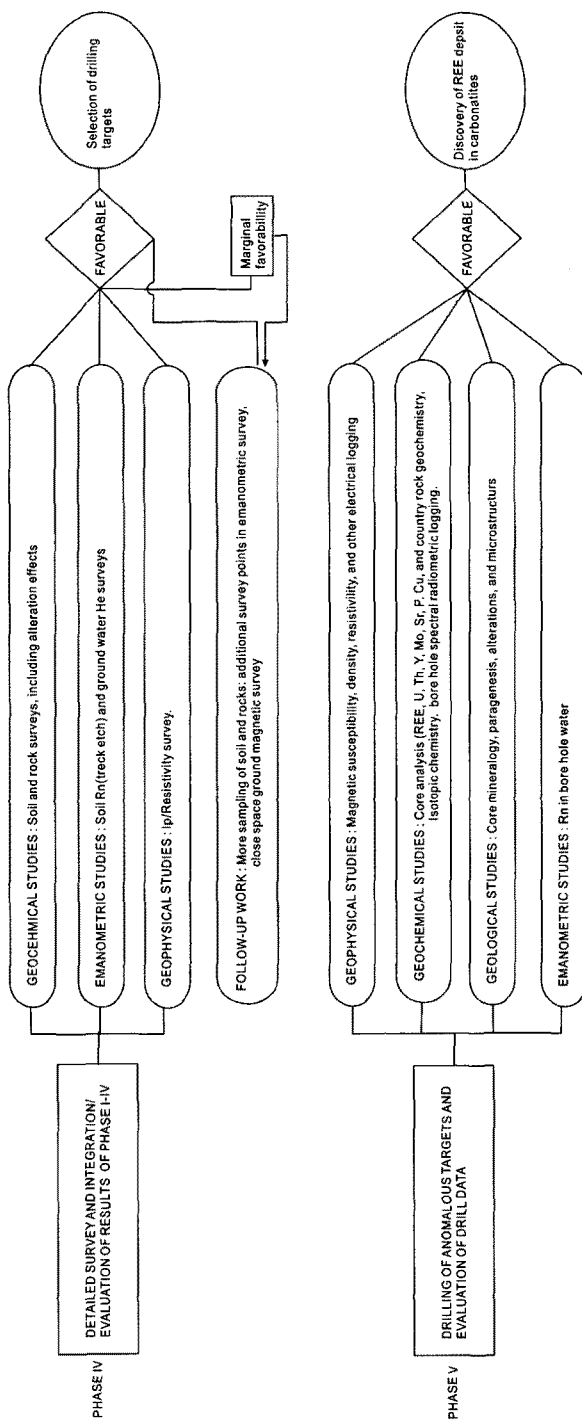 PHASE IV
DETAILED SURVEY AND INTEGRATION/
EVALUATION OF RESULTS OF PHASE I-IV
GEOCEHMICAL STUDIES : Soil and rock surveys, including alteration effects
EMANOMETRIC STUDIES : Soil Rn(treck etch) and ground water He surveys
GEOPHYSICAL STUDIES : Ip/Resistivity survey.
FOLLOW-UP WORK : More sampling of soil and rocks: additional survey points in emanometric survey,
close space ground magnetic survey
FAVORABLE
Marginal
favorabillity
Selection of drilling
targets
PHASE V
DRILLING OF ANOMALOUS TARGETS AND
EVALUATION OF DRILL DATA
GEOPHYSICAL STUDIES : Magnetic susceptibility, density, resistivility, and other electrical logging
GEOCHEMICAL STUDIES : Core analysis (REE, U, Th, Y, Mo, Sr, P, Cu, and country rock geochemistry,
Isotopic chemistry, bore hole spectral radiometric logging.
GEOLOGICAL STUDIES : Core mineralogy, paragenesis, alterations, and microstructurs
EMANOMETRIC STUDIES : Rn in bore hole water
FAVORABLE
Discovery of REE depsit
in carbonatites